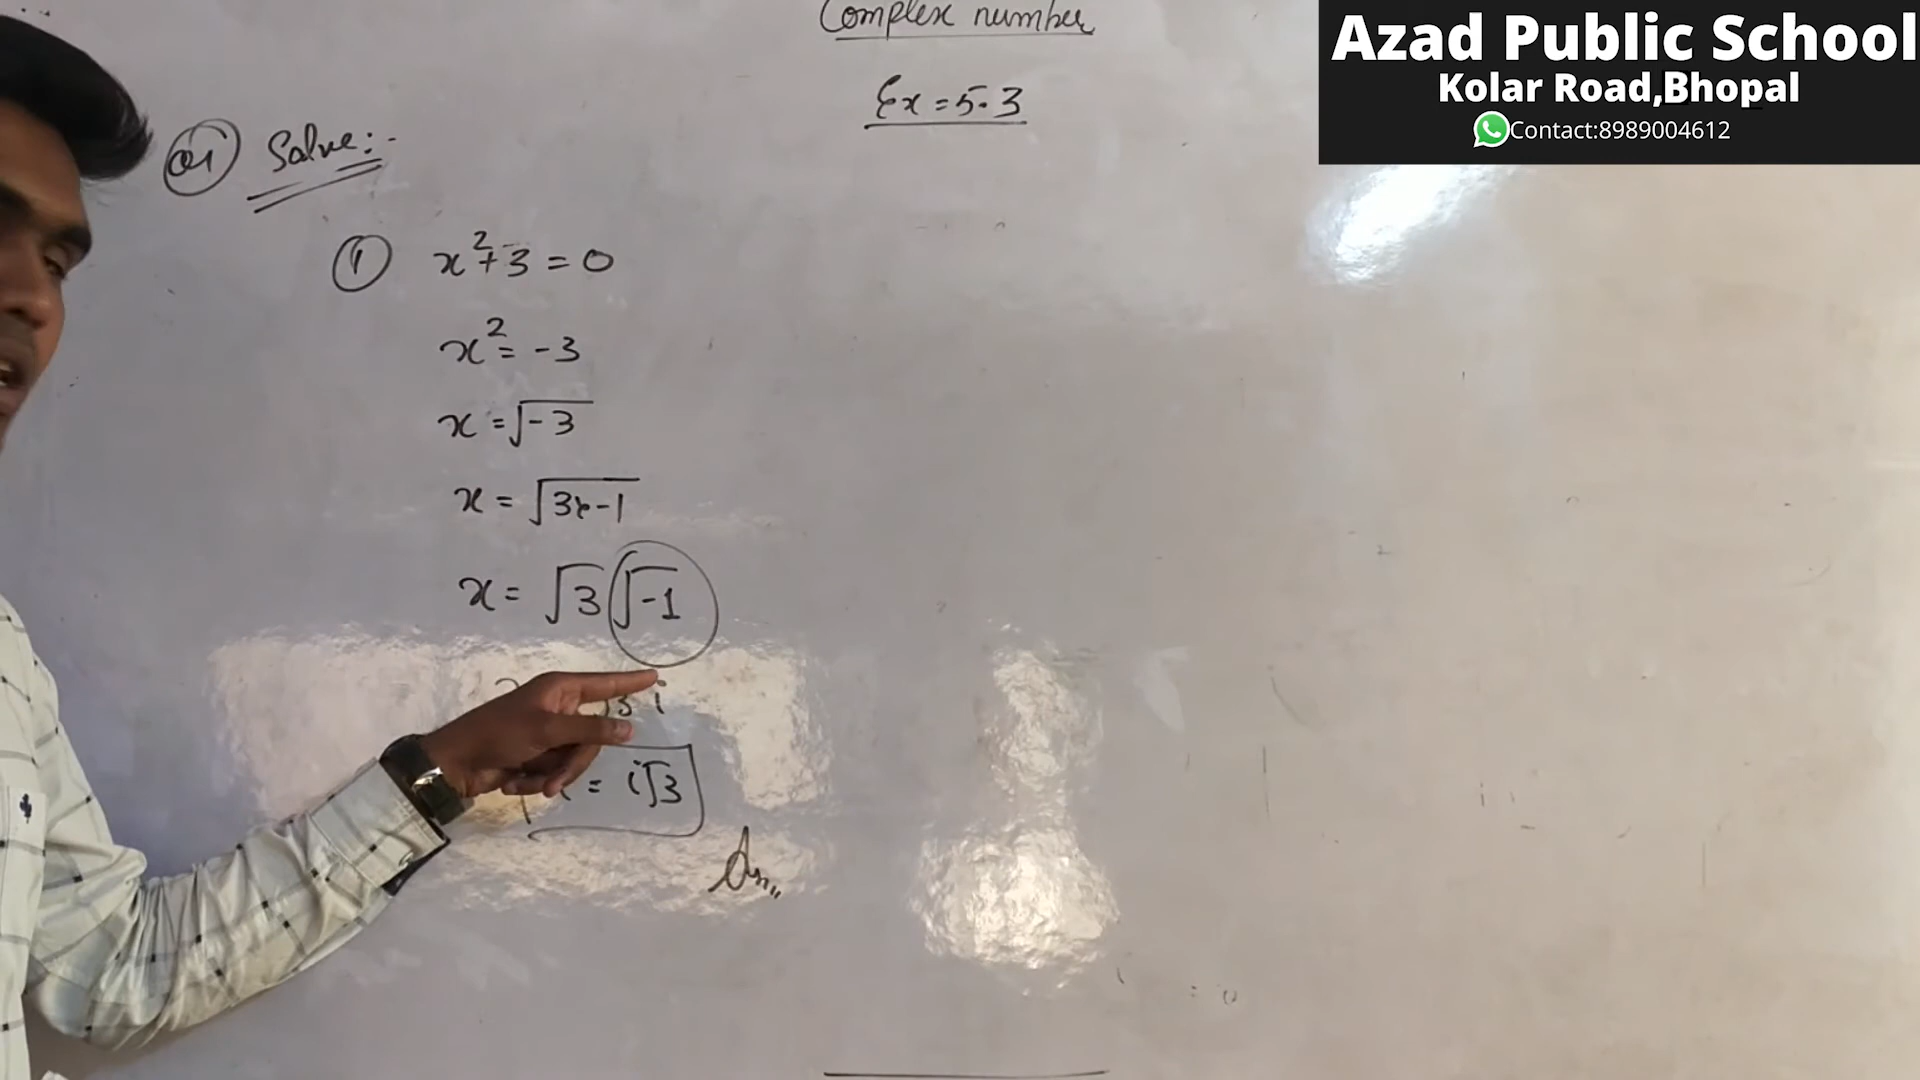 Complex number
Ex = 5.3
Azad Public School
Kolar Road,Bhopal
Contact:8989004612
Q1 Solve:-
① x²+3 = 0
x² = -3
x = √-3
x = √3x-1
x = √3 √-1
3 i
= i√3
Ans